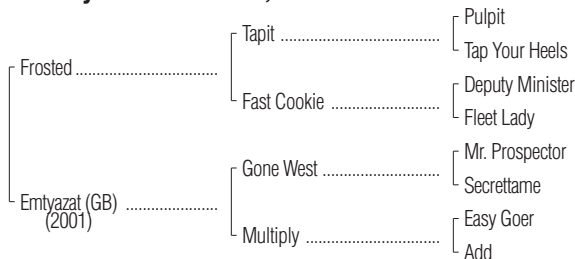 Pulpit
Tapit
Tap Your Heels
Frosted
Deputy Minister
Fast Cookie
Fleet Lady
Mr. Prospector
Gone West
Secrettame
Emtyazat (GB)
(2001)
Easy Goer
Multiply
Add